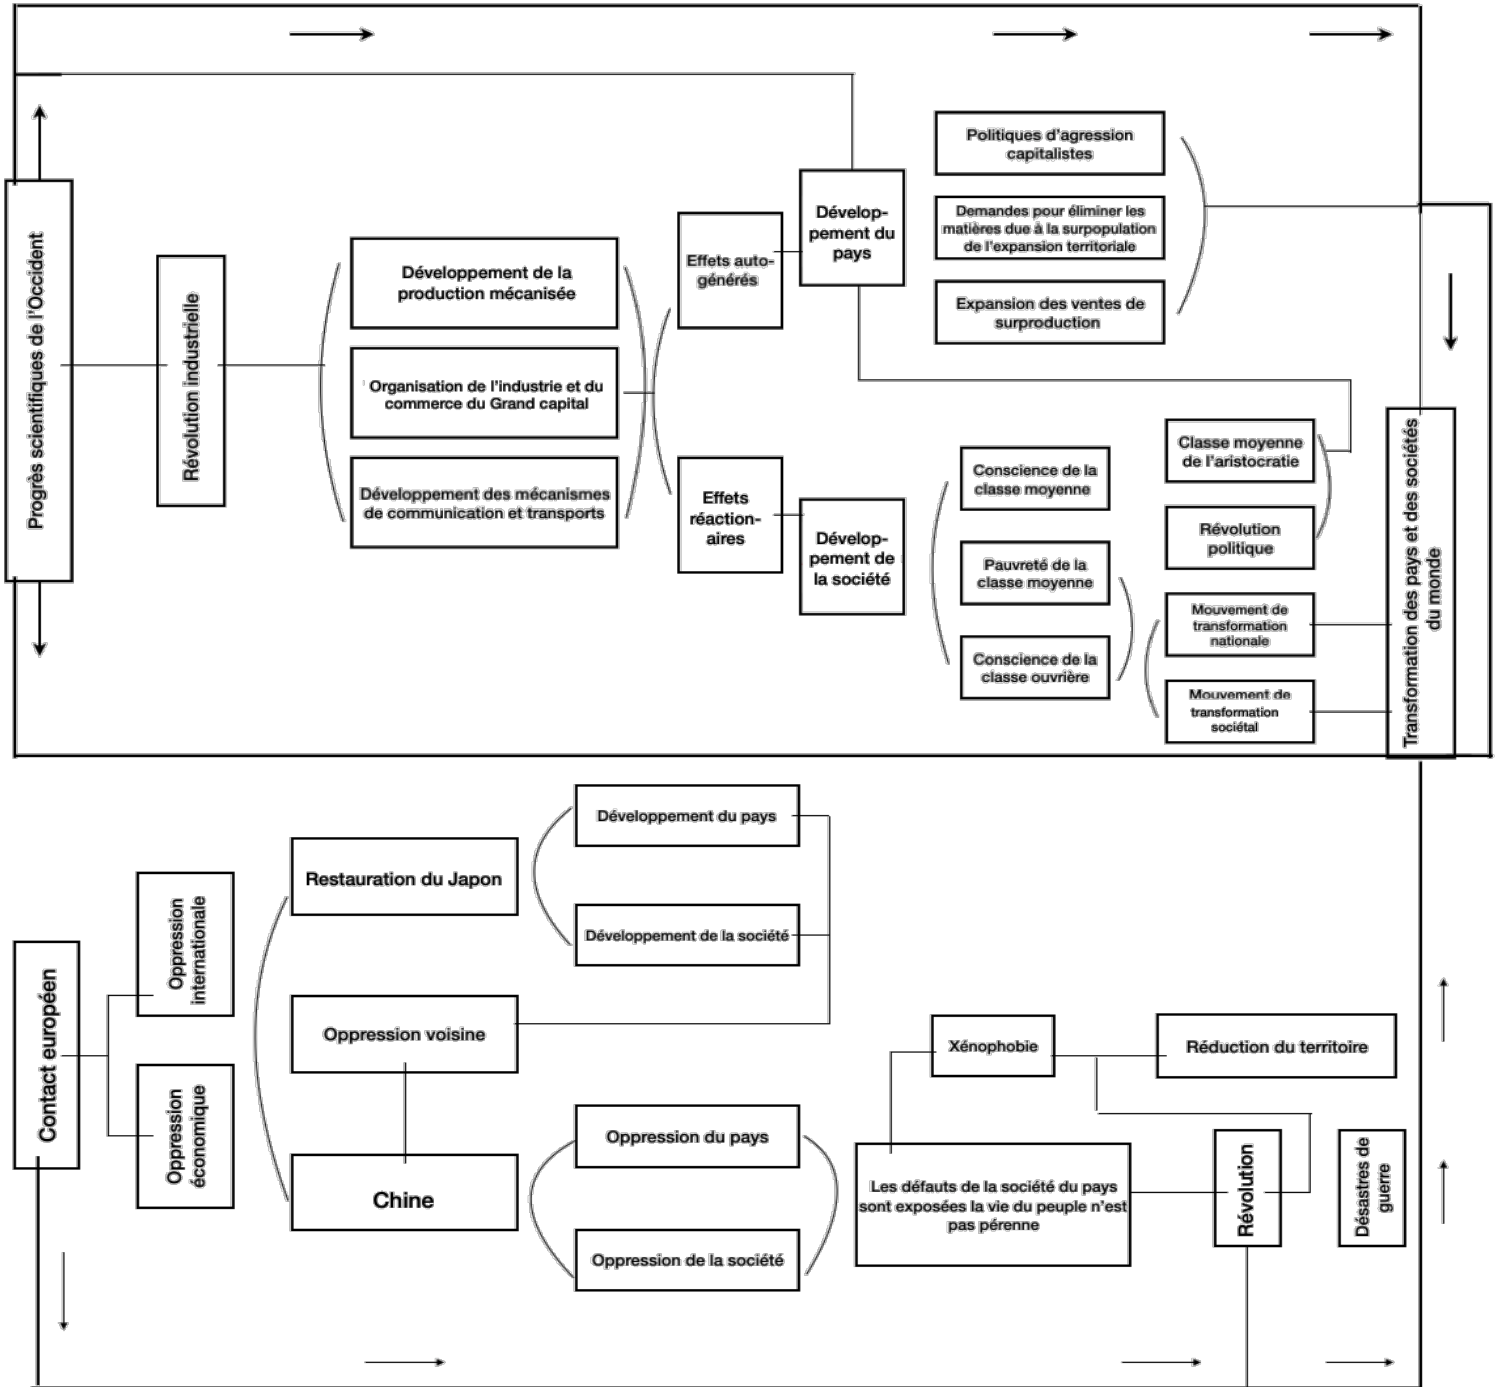 Progrès scientifiques de l'Occident
Révolution industrielle
Développement de la
production mécanisée
Organisation de l'industrie et du
commerce du Grand capital
Développement des mécanismes
de communication et transports
Effets auto-
générés
Effets
réaction-
aires
Dévelop-
pement du
pays
Dévelop-
pement de
la société
Politiques d'agression
capitalistes
Demandes pour éliminer les
matières due à la surpopulation
de l'expansion territoriale
Expansion des ventes de
surproduction
Conscience de la
classe moyenne
Pauvreté de la
classe moyenne
Conscience de la
classe ouvrière
Classe moyenne
de l'aristocratie
Révolution
politique
Mouvement de
transformation
nationale
Mouvement de
transformation
sociétal
Transformation des pays et des sociétés
du monde
Contact européen
Oppression
internationale
Oppression
économique
Restauration du Japon
Oppression voisine
Chine
Développement du pays
Développement de la société
Oppression du pays
Oppression de la société
Xénophobie
Les défauts de la société du pays
sont exposées la vie du peuple n'est
pas pérenne
Réduction du territoire
Révolution
Désastres de
guerre